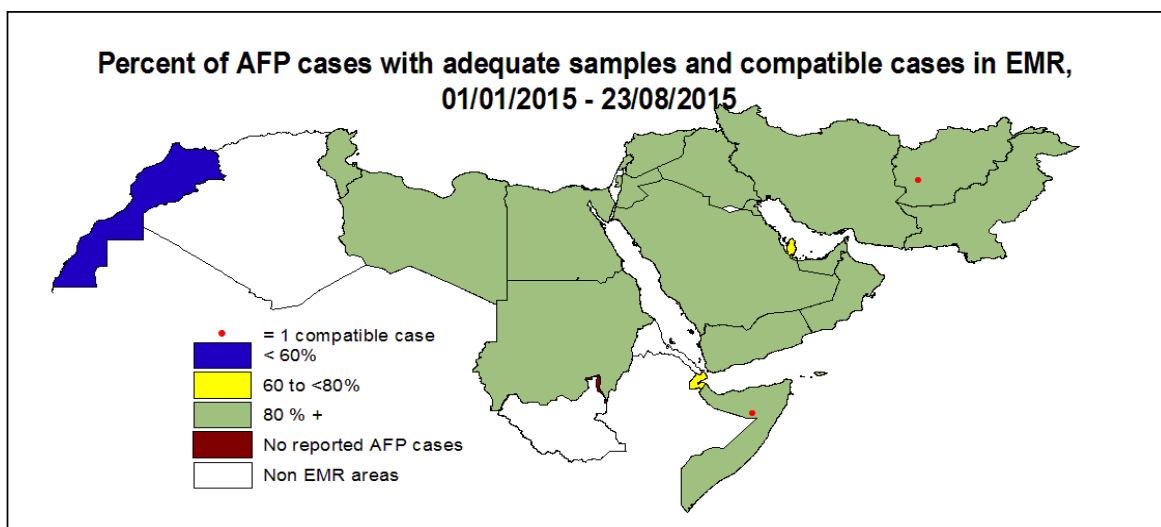 Percent of AFP cases with adequate samples and compatible cases in EMR,
01/01/2015 - 23/08/2015
= 1 compatible case
< 60%
60 to <80%
80 % +
No reported AFP cases
Non EMR areas